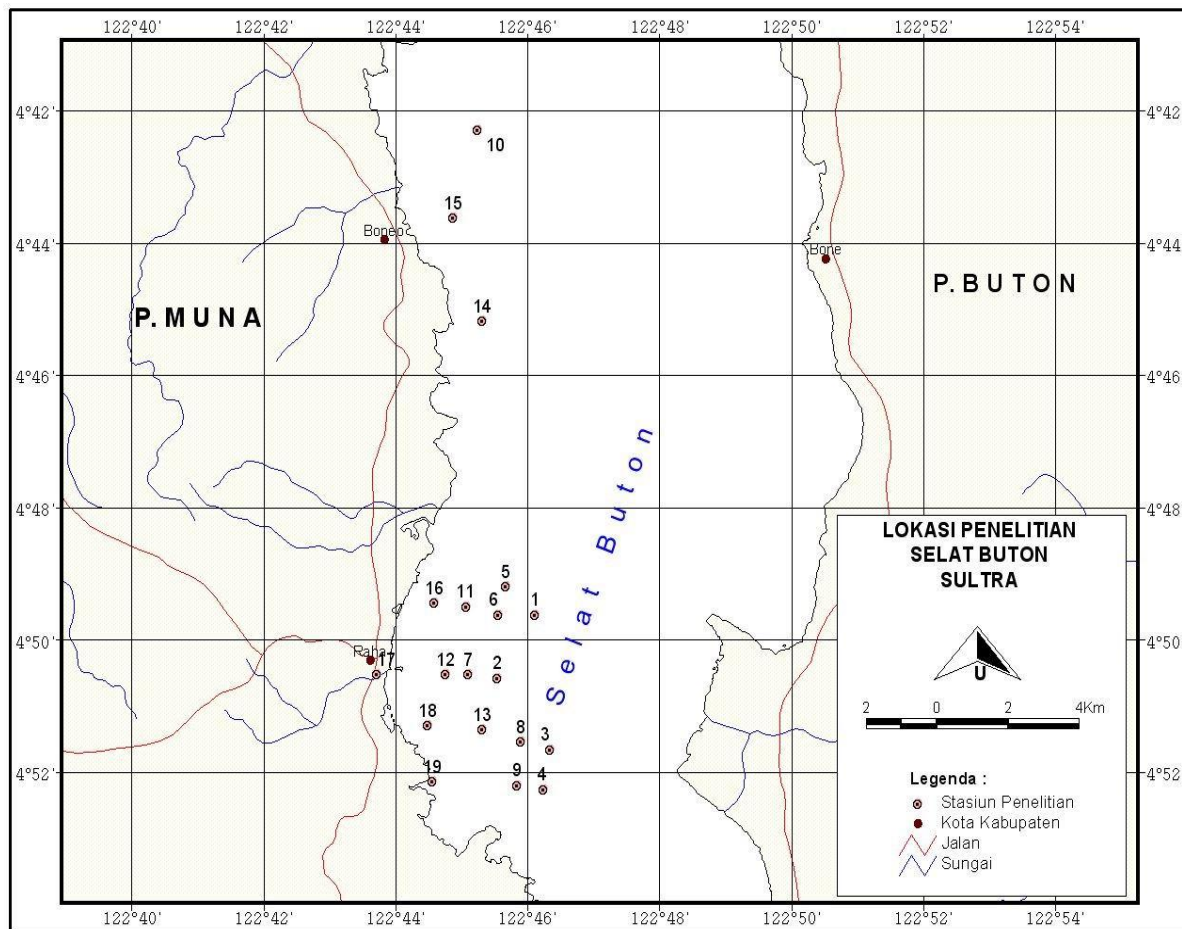 122°40' 122°42' 122°44' 122°46' 122°48' 122°50' 122°52' 122°54'
4°42' 4°42'
10
15
Boneo
4°44' Bone 4°44'
P. M U N A P. B U T O N
14
4°46' 4°46'
Selat Buton
4°48' 4°48'
LOKASI PENELITIAN
SELAT BUTON
SULTRA
5
16 11 6 1
4°50' 4°50'
Raha 17 12 7 2
U
18 13 8 3
2 0 2 4Km
4°52' 4°52'
19 9 4
Legenda :
Stasiun Penelitian
Kota Kabupaten
Jalan
Sungai
122°40' 122°42' 122°44' 122°46' 122°48' 122°50' 122°52' 122°54'